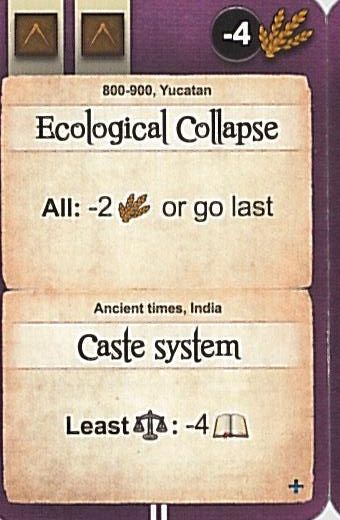 -4
800-900, Yucatan
Ecological Collapse
All: -2 or go last
Ancient times, India
Caste system
Least: -4